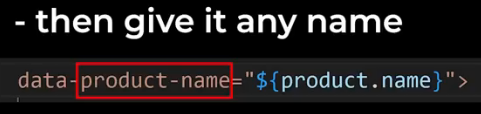 - then give it any name
data-product-name="${product.name}">